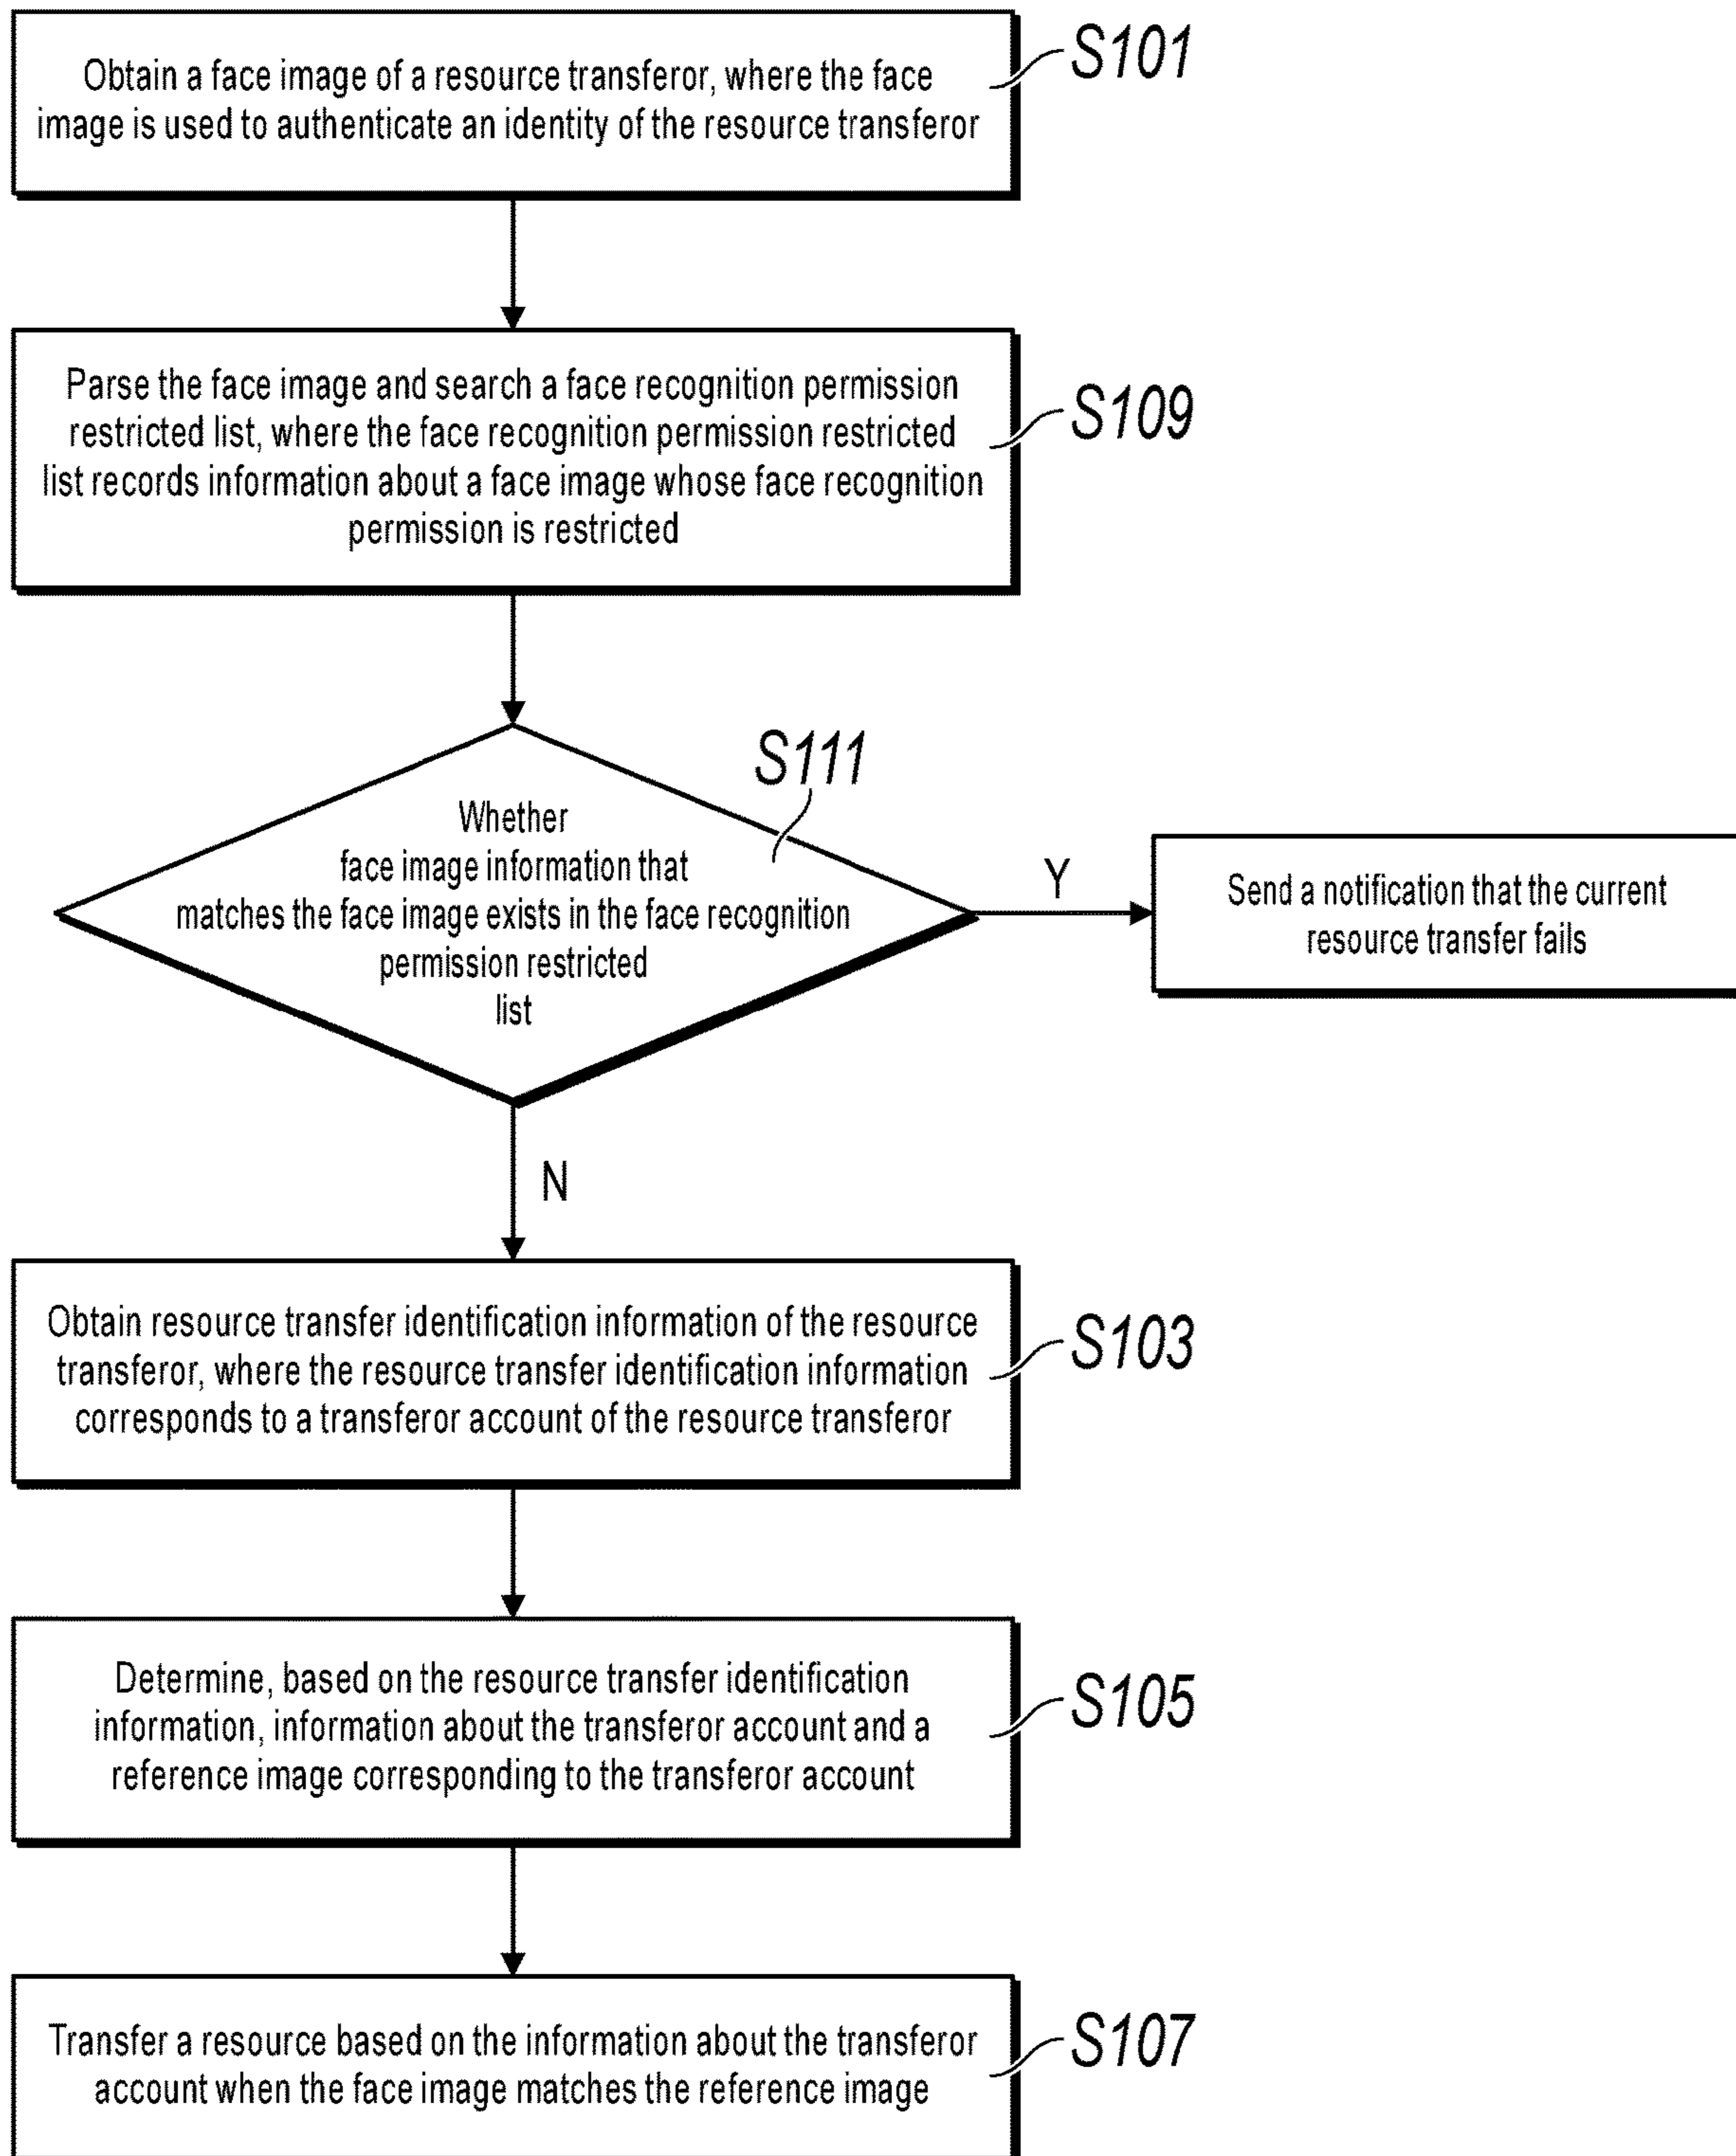 Obtain a face image of a resource transferor, where the face
image is used to authenticate an identity of the resource transferor
S101
Parse the face image and search a face recognition permission
restricted list, where the face recognition permission restricted
list records information about a face image whose face recognition
permission is restricted
S109
S111
Whether
face image information that
matches the face image exists in the face recognition
permission restricted
list
Y
Send a notification that the current
resource transfer fails
N
Obtain resource transfer identification information of the resource
transferor, where the resource transfer identification information
corresponds to a transferor account of the resource transferor
S103
Determine, based on the resource transfer identification
information, information about the transferor account and a
reference image corresponding to the transferor account
S105
Transfer a resource based on the information about the transferor
account when the face image matches the reference image
S107